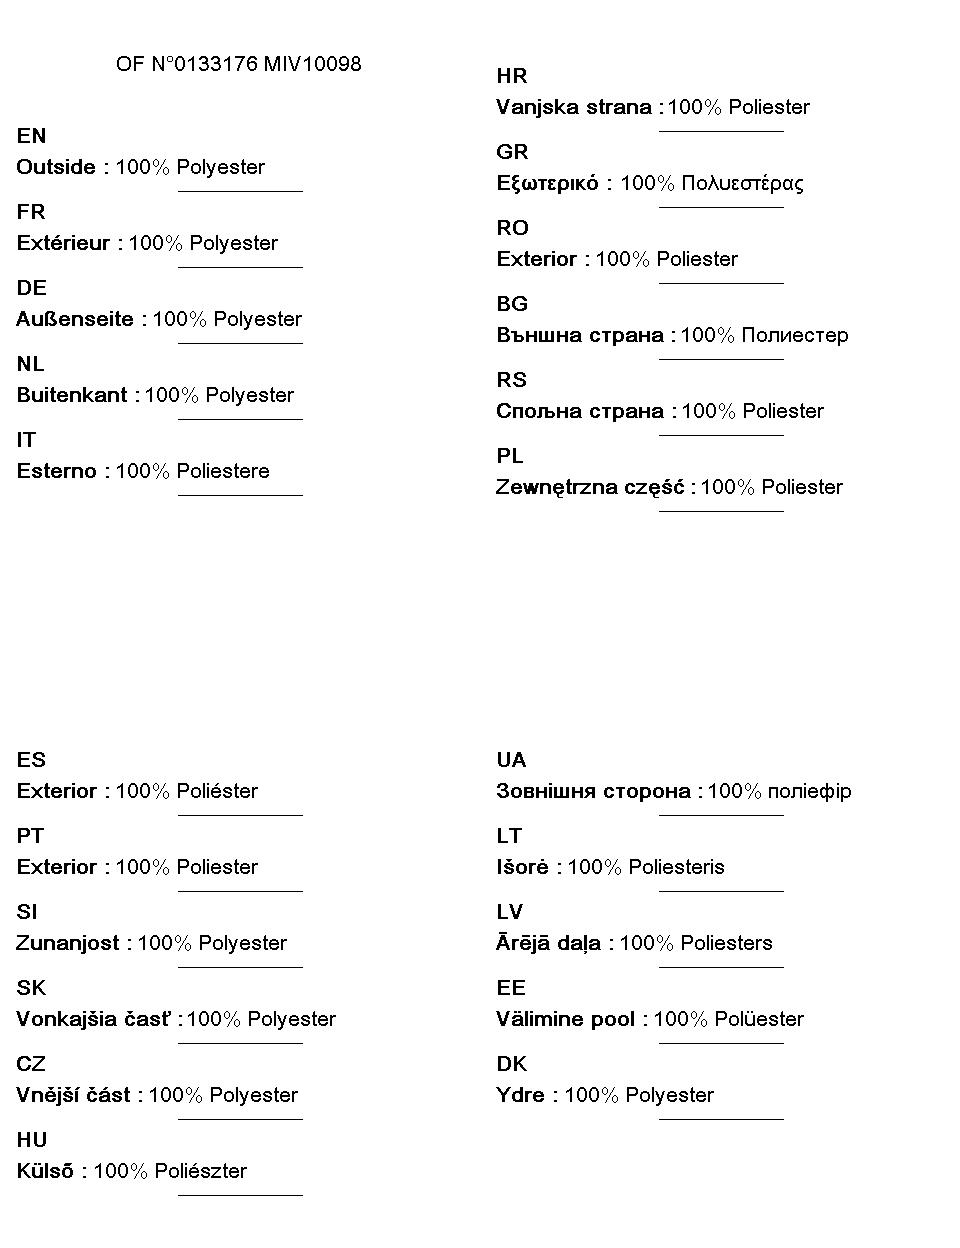 OF N°0133176 MIV10098
EN
Outside : 100% Polyester
FR
Extérieur : 100% Polyester
DE
Außenseite : 100% Polyester
NL
Buitenkant : 100% Polyester
IT
Esterno : 100% Poliestere
HR
Vanjska strana : 100% Poliester
GR
Εξωτερικό : 100% Πολυεστέρας
RO
Exterior : 100% Poliester
BG
Външна страна : 100% Полиестер
RS
Спољна страна : 100% Poliester
PL
Zewnętrzna część : 100% Poliester
ES
Exterior : 100% Poliéster
PT
Exterior : 100% Poliester
SI
Zunanjost : 100% Polyester
SK
Vonkajšia časť : 100% Polyester
CZ
Vnější část : 100% Polyester
HU
Külső : 100% Poliészter
UA
Зовнішня сторона : 100% поліефір
LT
Išorė : 100% Poliesteris
LV
Ārējā daļa : 100% Poliesters
EE
Välimine pool : 100% Polüester
DK
Ydre : 100% Polyester